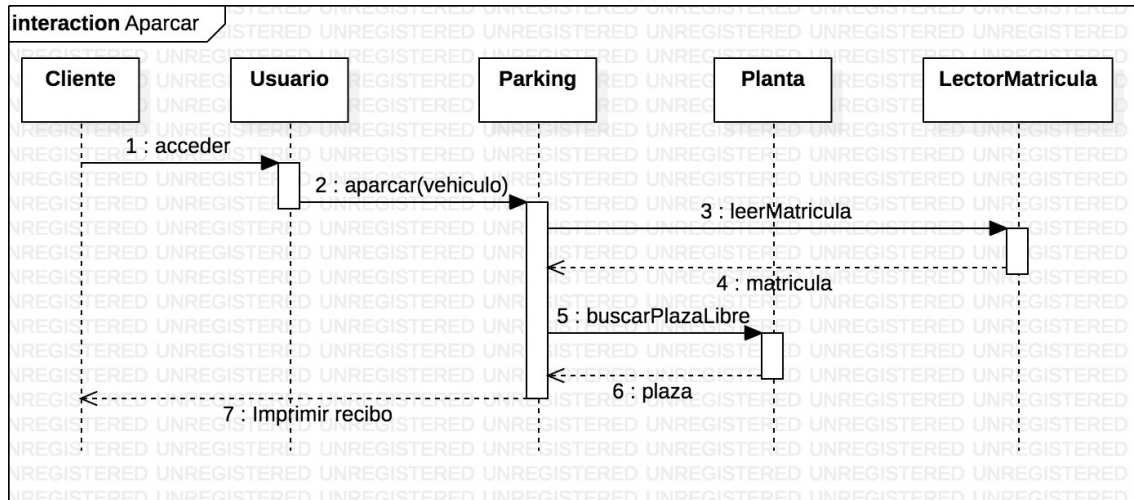 interaction Aparcar
Cliente
Usuario
Parking
Planta
LectorMatricula
1 : acceder
2 : aparcar(vehiculo)
3 : leerMatricula
4 : matricula
5 : buscarPlazaLibre
6 : plaza
7 : Imprimir recibo
UNREGISTERED